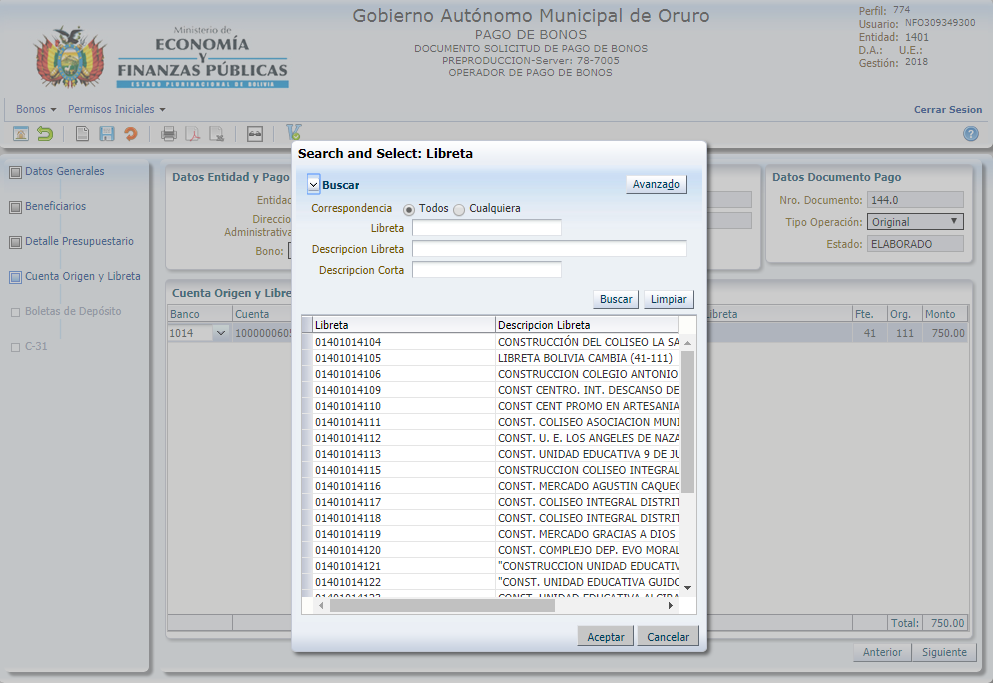 Gobierno Autónomo Municipal de Oruro
PAGO DE BONOS
DOCUMENTO SOLICITUD DE PAGO DE BONOS
PREPRODUCCION-Server: 78-7005
OPERADOR DE PAGO DE BONOS
Ministerio de
ECONOMÍA
Y
FINANZAS PÚBLICAS
ESTADO PLURINACIONAL DE BOLIVIA
Perfil: 774
Usuario: NFO309349300
Entidad: 1401
D.A.: U.E.:
Gestión: 2018
Bonos Permisos Iniciales Cerrar Sesion
Datos Generales
Beneficiarios
Detalle Presupuestario
Cuenta Origen y Libreta
Boletas de Depósito
C-31
Datos Entidad y Pago
Entidad
Direcció
Administrativa
Bono:
Datos Documento Pago
Nro. Documento: 144.0
Tipo Operación: Original
Estado: ELABORADO
Cuenta Origen y Libre
Banco Cuenta ibreta Fte. Org. Monto
1014 1000000605 41 111 750.00
Total: 750.00
Anterior Siguiente
Search and Select: Libreta
Buscar Avanzado
Correspondencia Todos Cualquiera
Libreta
Descripcion Libreta
Descripcion Corta
Buscar Limpiar
Libreta Descripcion Libreta
01401014104 CONSTRUCCIÓN DEL COLISEO LA SA
01401014105 LIBRETA BOLIVIA CAMBIA (41-111)
01401014106 CONSTRUCCION COLEGIO ANTONIO
01401014109 CONST CENTRO. INT. DESCANSO DE
01401014110 CONST CENT PROMO EN ARTESANIA
01401014111 CONST. COLISEO ASOCIACION MUNI
01401014112 CONST. U. E. LOS ANGELES DE NAZA
01401014113 CONST. UNIDAD EDUCATIVA 9 DE JU
01401014115 CONSTRUCCION COLISEO INTEGRAL
01401014116 CONST. MERCADO AGUSTIN CAQUEO
01401014117 CONST. COLISEO INTEGRAL DISTRIT
01401014118 CONST. COLISEO INTEGRAL DISTRIT
01401014119 CONST. MERCADO GRACIAS A DIOS
01401014120 CONST. COMPLEJO DEP. EVO MORAL
01401014121 "CONSTRUCCION UNIDAD EDUCATIV
01401014122 "CONST. UNIDAD EDUCATIVA GUIDO
01401014123 CONST. UNIDAD EDUCATIVA ALCIRA
Aceptar Cancelar